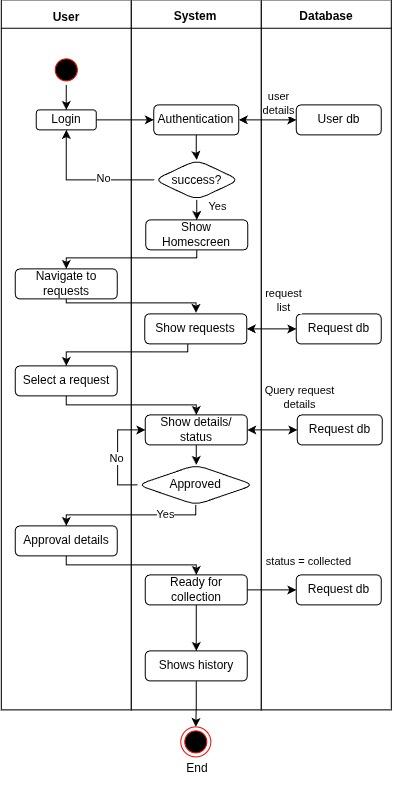 User
System
Database
user
details
Login
Authentication
User db
No
success?
Yes
Show
Homescreen
Navigate to
requests
request
list
Show requests
Request db
Select a request
Query request
details
Show details/
status
Request db
No
Approved
Yes
Approval details
status = collected
Ready for
collection
Request db
Shows history
End